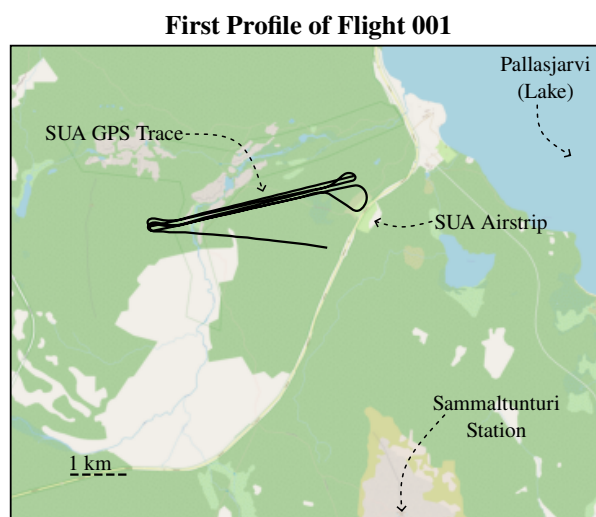 First Profile of Flight 001
Pallasjarvi
(Lake)
SUA GPS Trace
SUA Airstrip
Sammaltunturi
Station
1 km